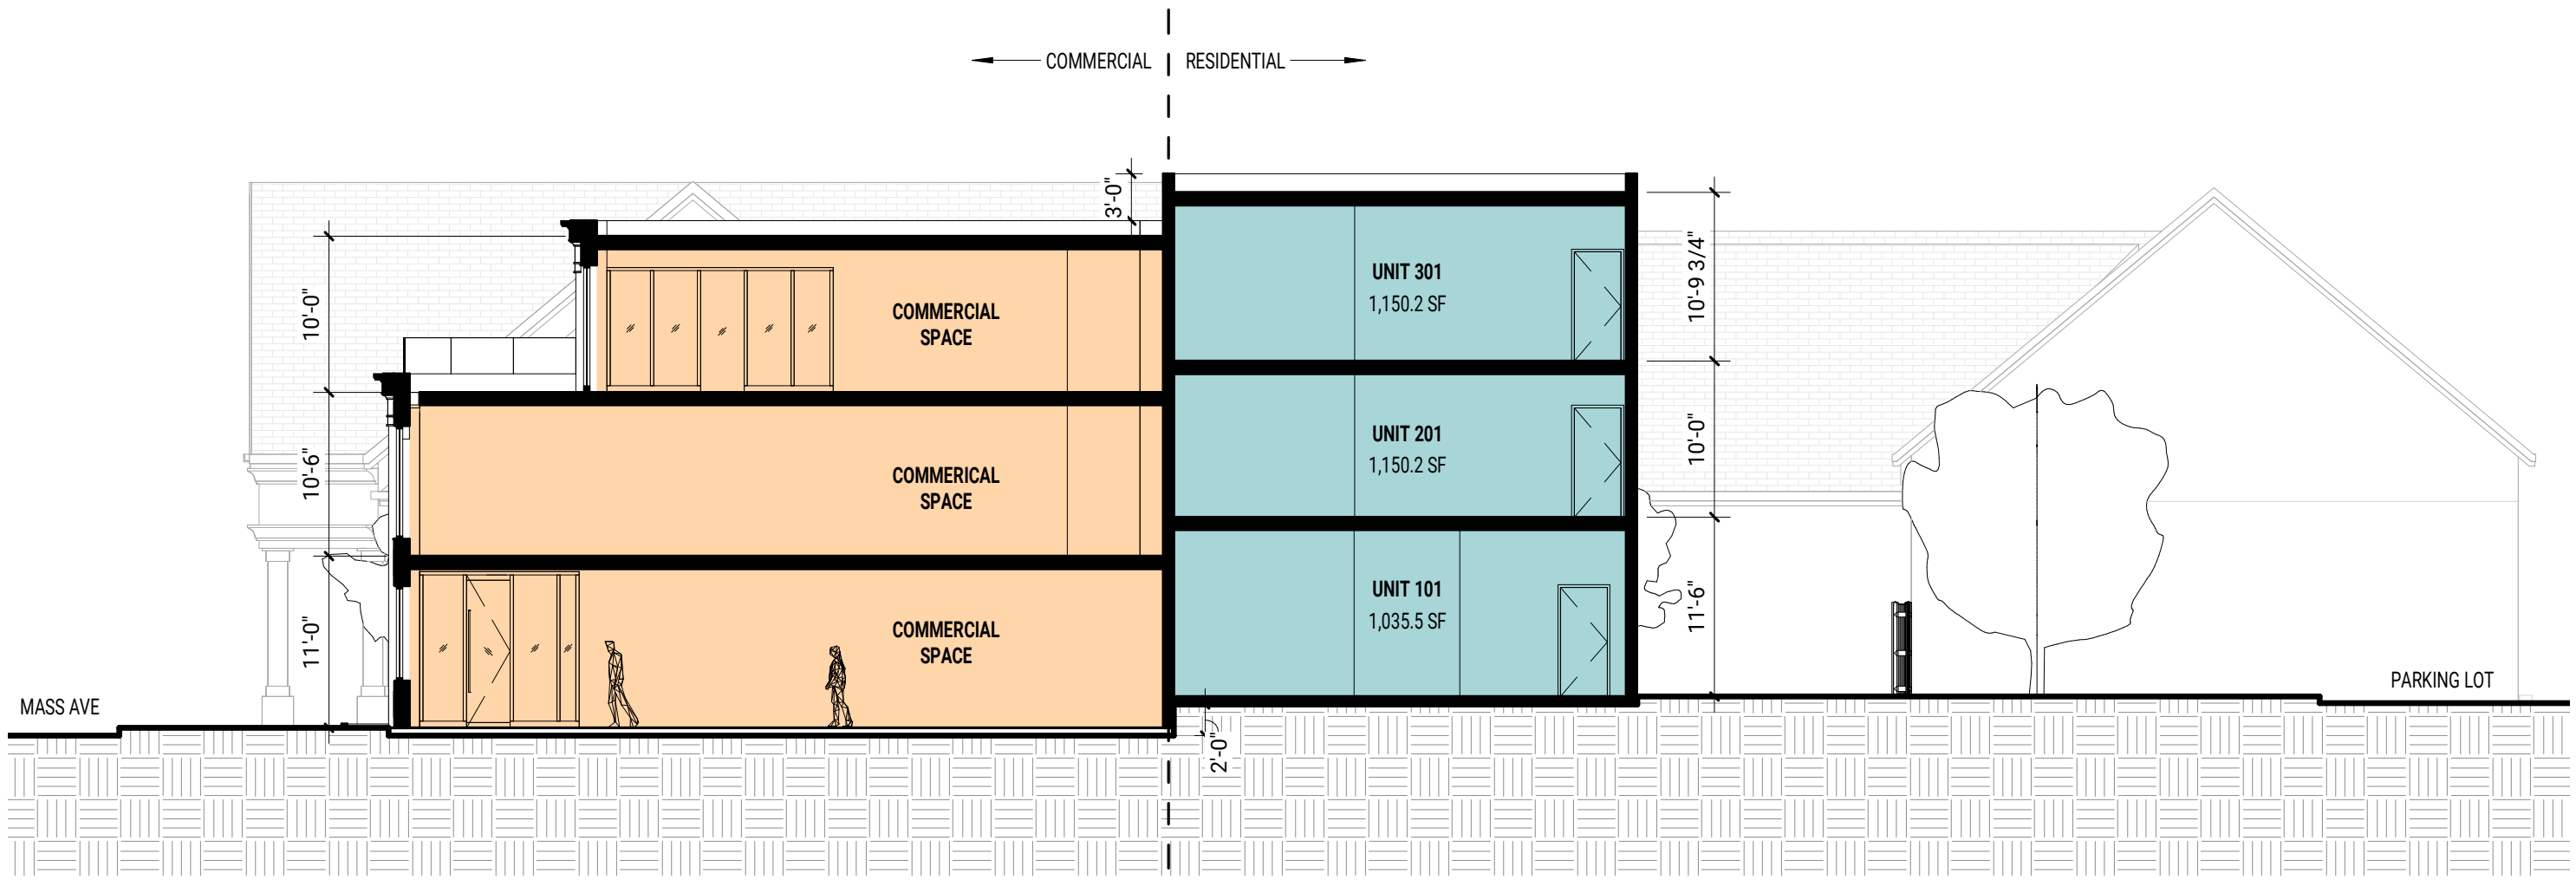 COMMERCIAL
RESIDENTIAL
3'-0"
10'-0"
10'-6"
11'-0"
COMMERCIAL
SPACE
COMMERICAL
SPACE
COMMERCIAL
SPACE
UNIT 301
1,150.2 SF
UNIT 201
1,150.2 SF
UNIT 101
1,035.5 SF
10'-9 3/4"
10'-0"
11'-6"
2'-0"
MASS AVE
PARKING LOT